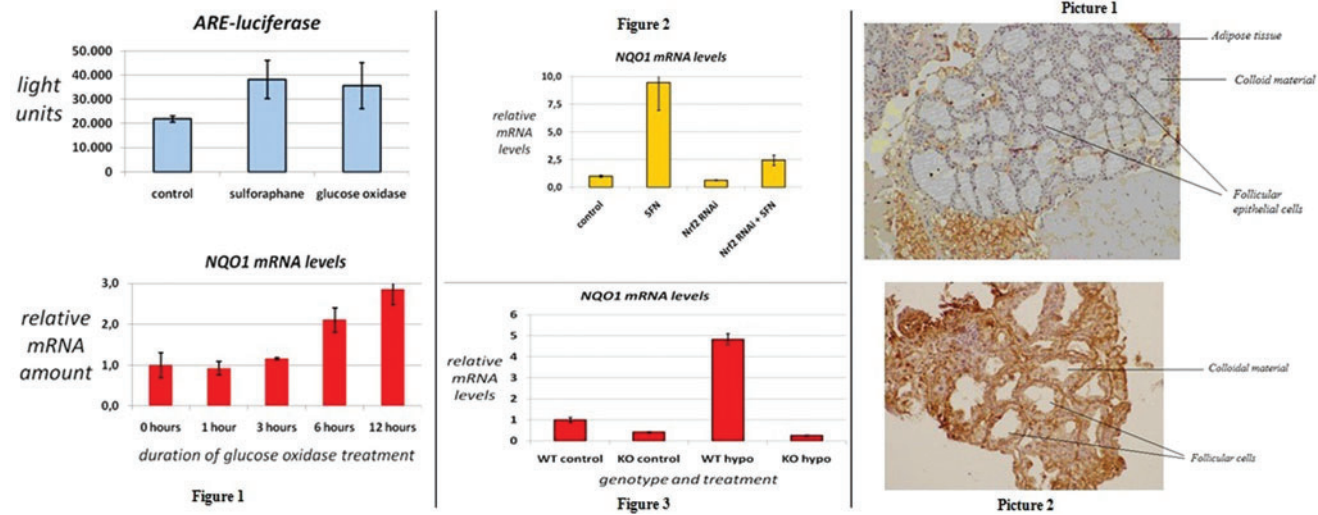 ARE-luciferase
light
units
50.000
40.000
30.000
20.000
10.000
0
control
sulforaphane
glucose oxidase
NQO1 mRNA levels
relative
mRNA
amount
3,0
2,0
1,0
0,0
0 hours
1 hour
3 hours
6 hours
12 hours
duration of glucose oxidase treatment
Figure 1
Figure 2
NQO1 mRNA levels
relative
mRNA
levels
10,0
7,5
5,0
2,5
0,0
control
SFN
Nrf2 RNAi
Nrf2 RNAi + SFN
NQO1 mRNA levels
relative
mRNA
levels
6
5
4
3
2
1
0
WT control
KO control
WT hypo
KO hypo
genotype and treatment
Figure 3
Picture 1
Adipose tissue
Colloid material
Follicular
epithelial cells
Colloidal material
Follicular cells
Picture 2